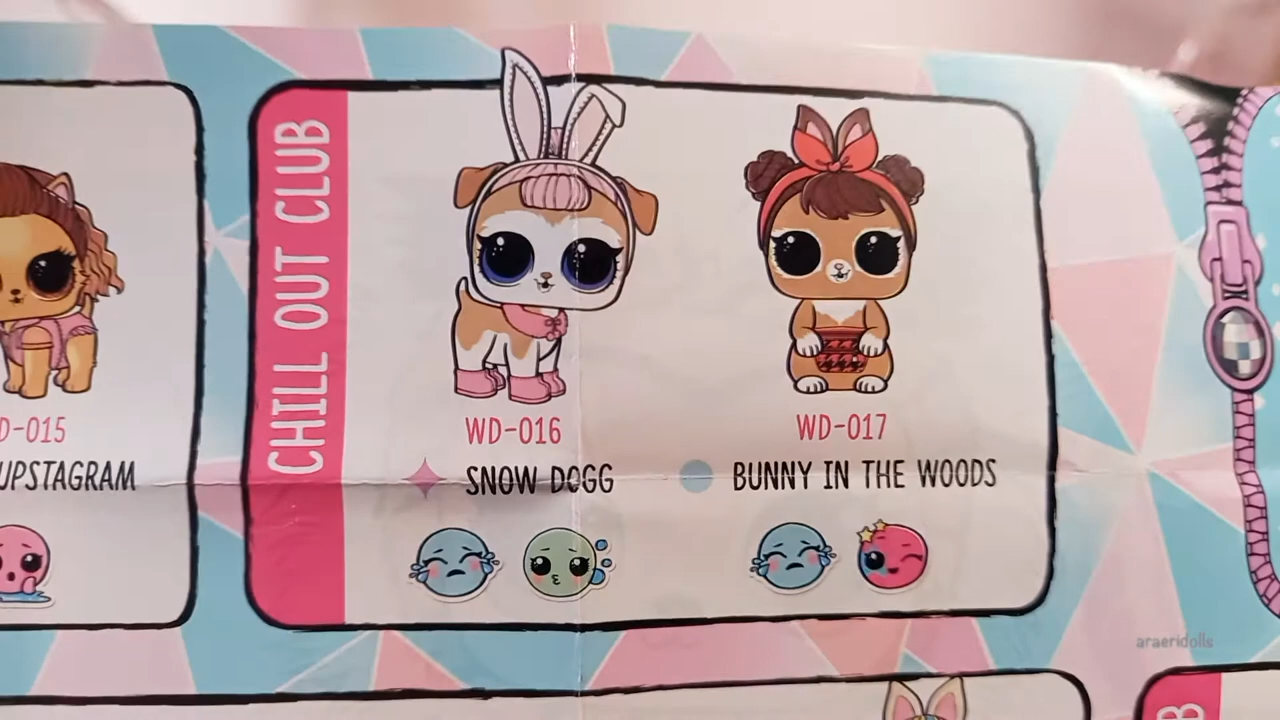 D-015
UPSTAGRAM
CHILL OUT CLUB
WD-016
SNOW DOGG
WD-017
BUNNY IN THE WOODS
araeridolls
B